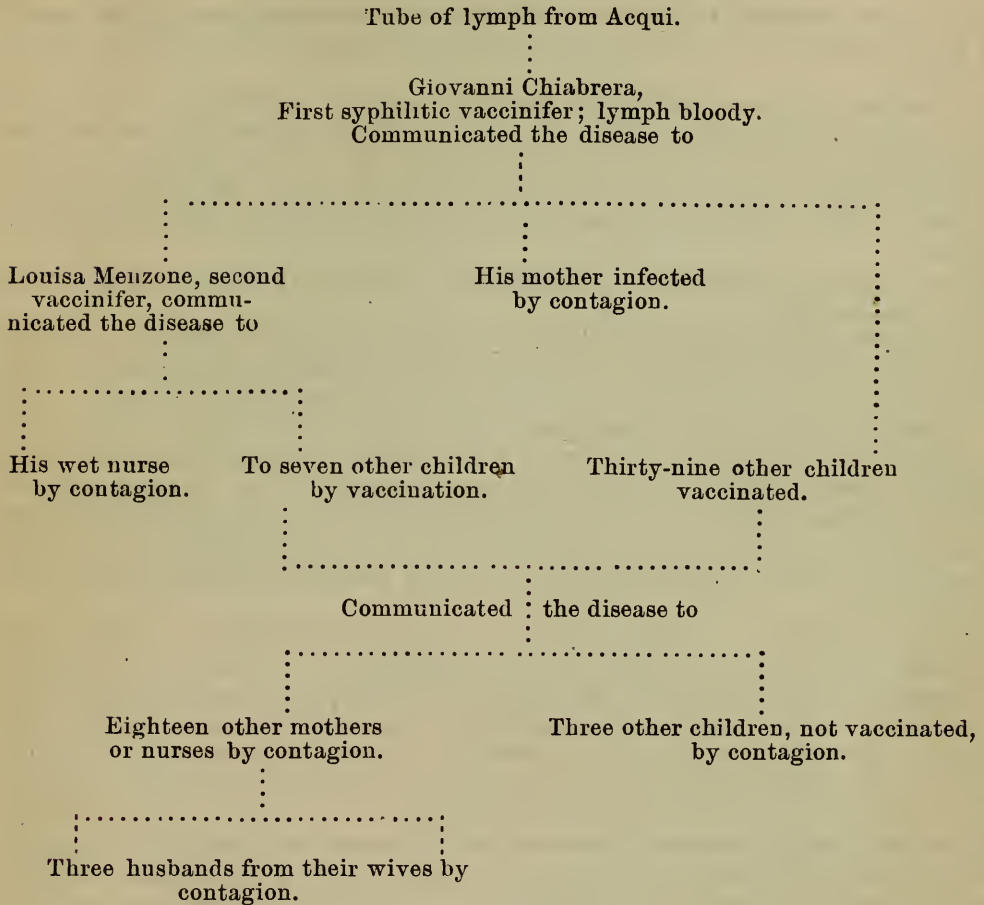 Tube of lymph from Acqui.
Giovanni Chiabrera,
First syphilitic vaccinifer; lymph bloody.
Communicated the disease to
Louisa Menzone, second
vaccinifer, commu-
nicated the disease to
His mother infected
by contagion.
His wet nurse
by contagion.
To seven other children
by vaccination.
Thirty-nine other children
vaccinated.
Communicated the disease to
Eighteen other mothers
or nurses by contagion.
Three other children, not vaccinated,
by contagion.
Three husbands from their wives by
contagion.